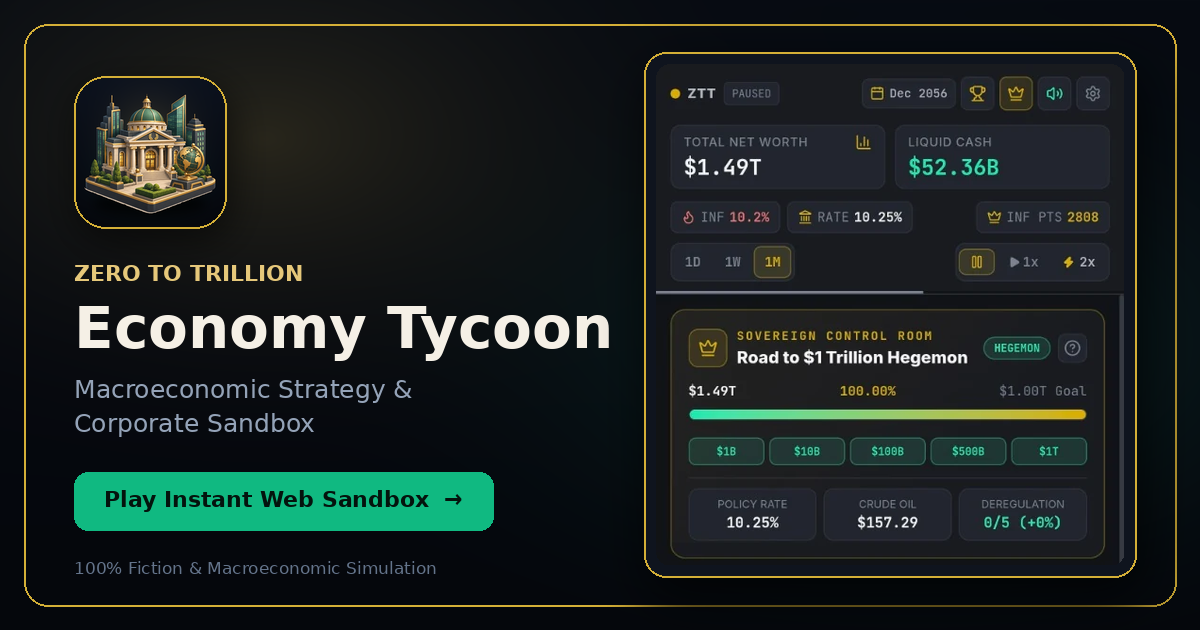 ZERO TO TRILLION
Economy Tycoon
Macroeconomic Strategy &
Corporate Sandbox
Play Instant Web Sandbox →
100% Fiction & Macroeconomic Simulation
ZTT PAUSED Dec 2056
TOTAL NET WORTH
$1.49T
LIQUID CASH
$52.36B
INF 10.2% RATE 10.25% INF PTS 2808
1D 1W 1M 1x 2x
SOVEREIGN CONTROL ROOM
Road to $1 Trillion Hegemon HEGEMON
$1.49T 100.00% $1.00T Goal
$1B $10B $100B $500B $1T
POLICY RATE
10.25%
CRUDE OIL
$157.29
DEREGULATION
0/5 (+0%)